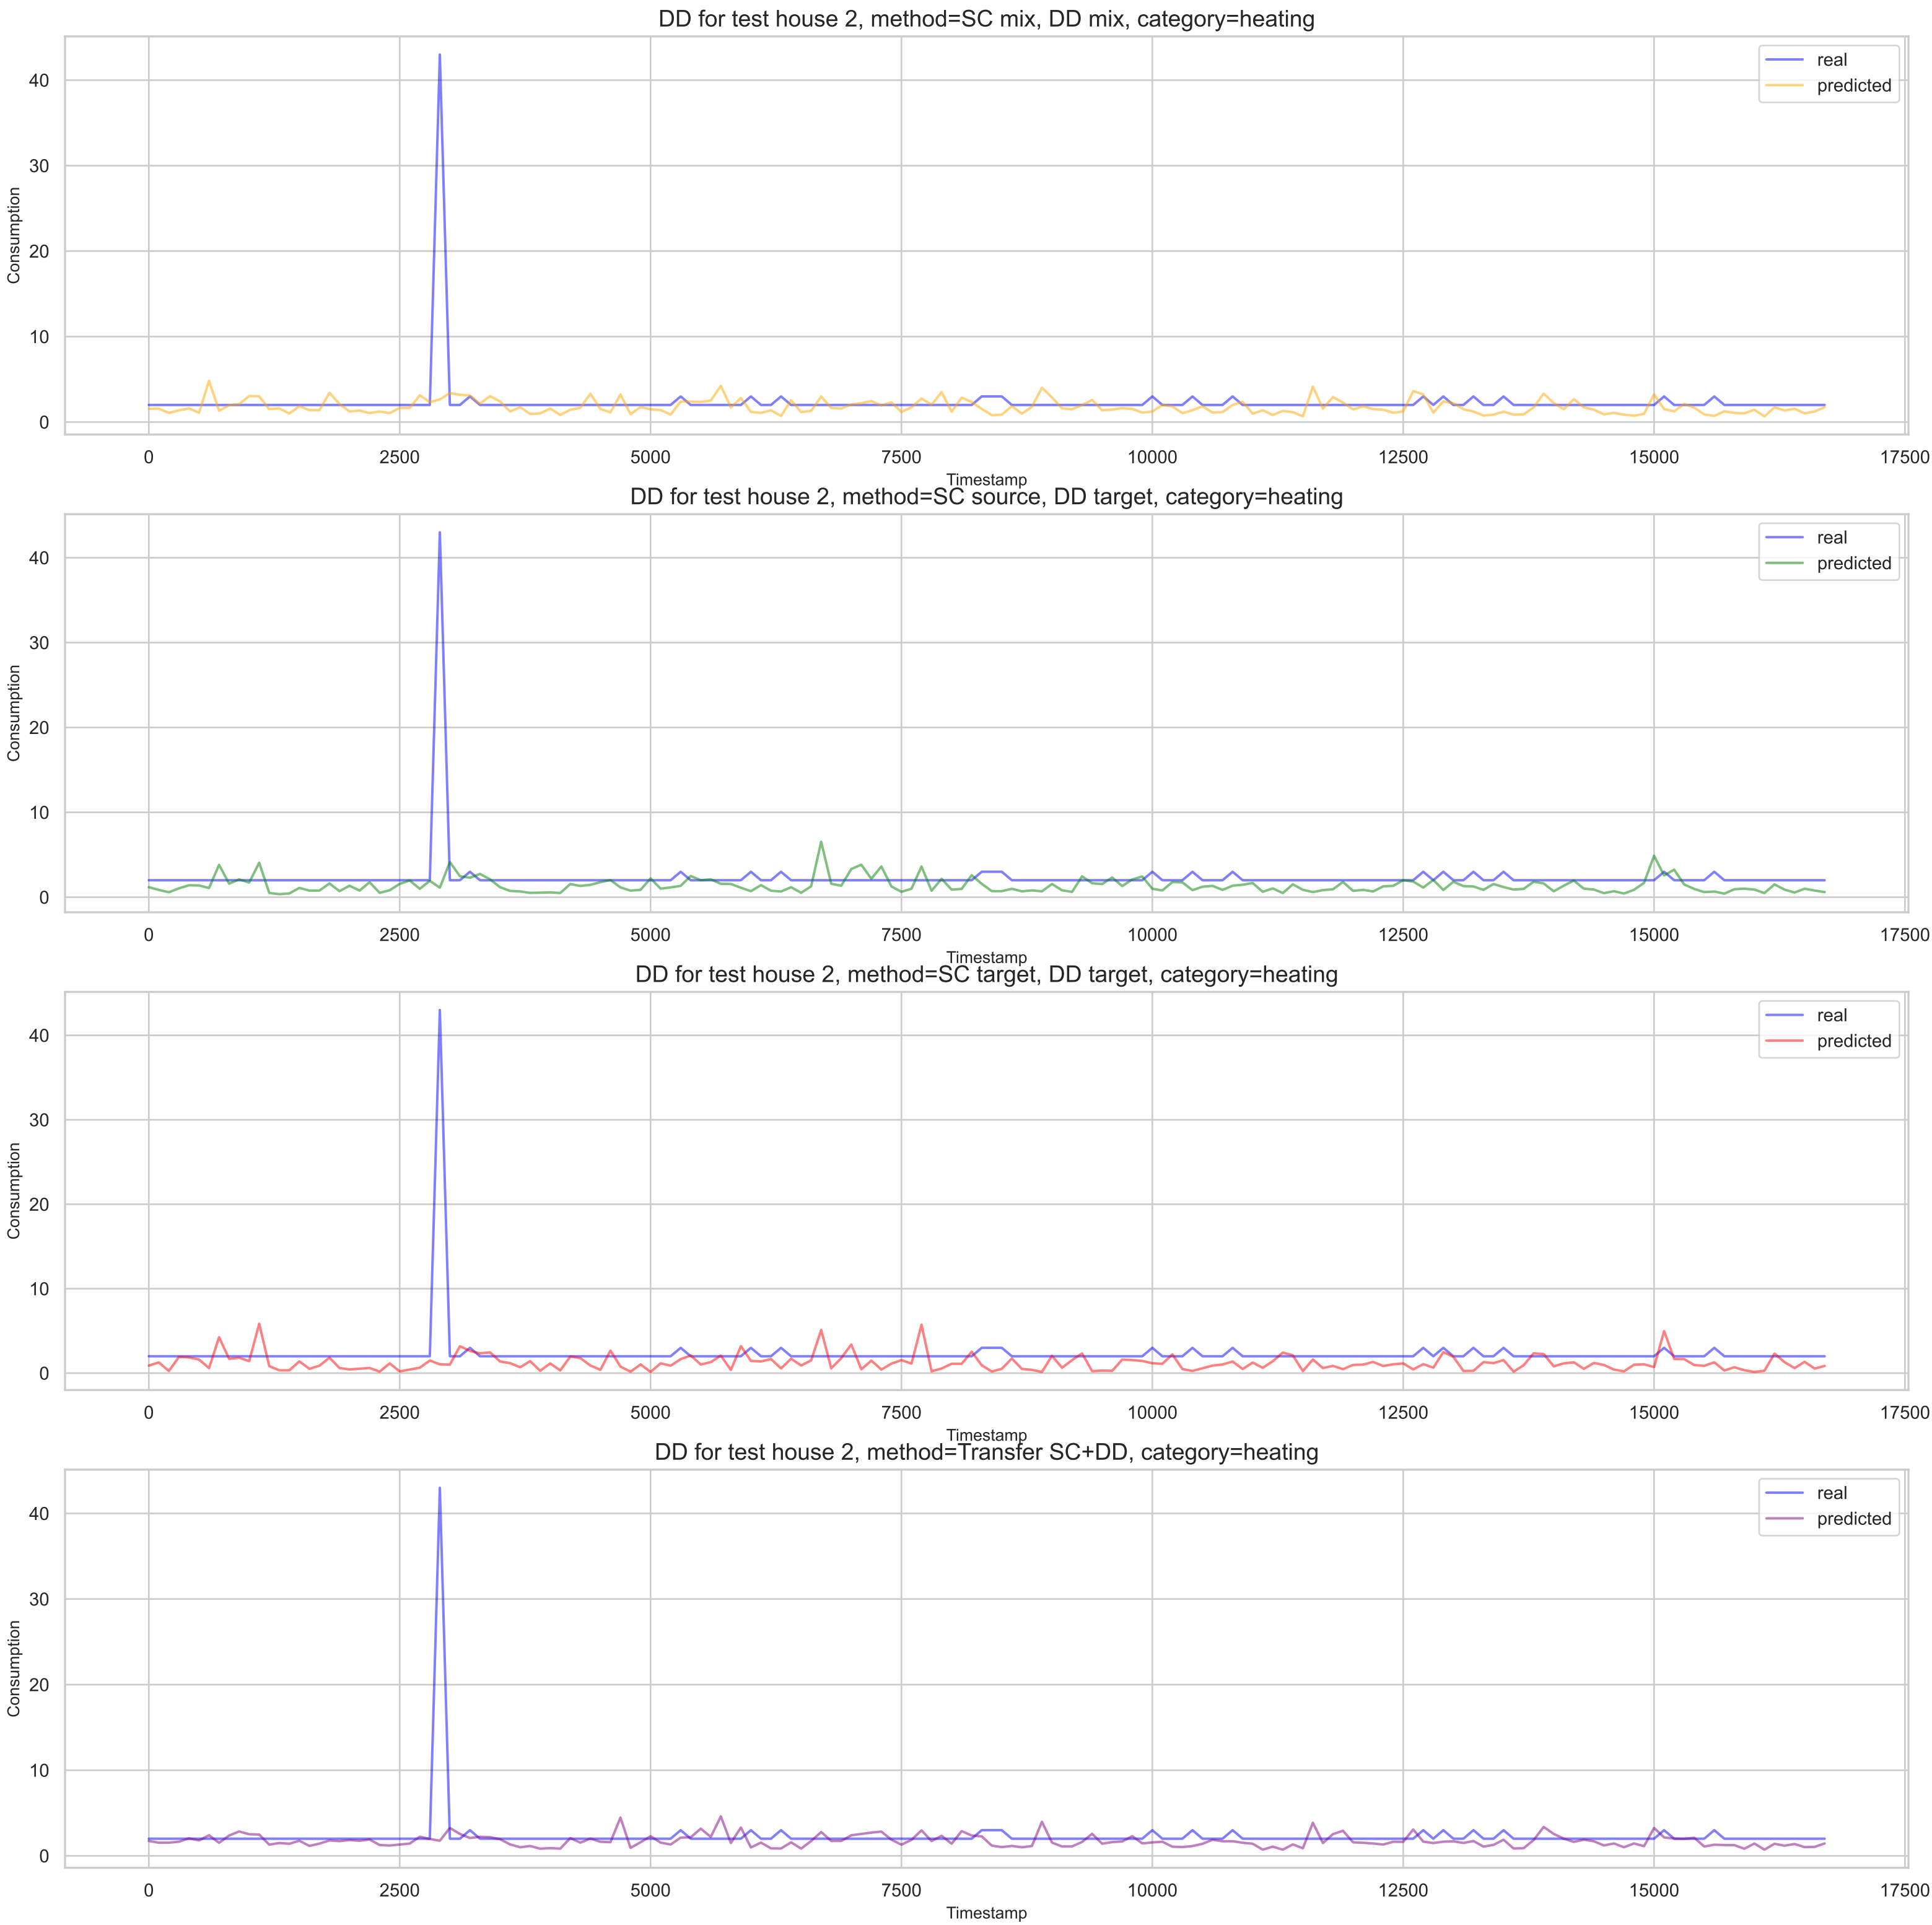 DD for test house 2, method=SC mix, DD mix, category=heating
real
predicted
40
30
20
10
0
Consumption
0 2500 5000 7500 10000 12500 15000 17500
Timestamp
DD for test house 2, method=SC source, DD target, category=heating
real
predicted
40
30
20
10
0
Consumption
0 2500 5000 7500 10000 12500 15000 17500
Timestamp
DD for test house 2, method=SC target, DD target, category=heating
real
predicted
40
30
20
10
0
Consumption
0 2500 5000 7500 10000 12500 15000 17500
Timestamp
DD for test house 2, method=Transfer SC+DD, category=heating
real
predicted
40
30
20
10
0
Consumption
0 2500 5000 7500 10000 12500 15000 17500
Timestamp